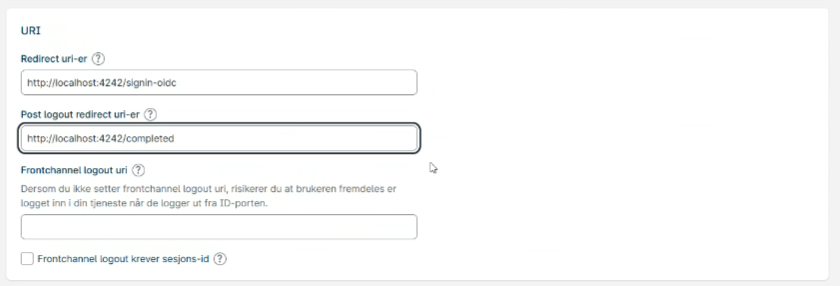 URI
Redirect uri-er ?
http://localhost:4242/signin-oidc
Post logout redirect uri-er ?
http://localhost:4242/completed
Frontchannel logout uri ?
Dersom du ikke setter frontchannel logout uri, risikerer du at brukeren fremdeles er
logget inn i din tjeneste når de logger ut fra ID-porten.
Frontchannel logout krever sesjons-id ?